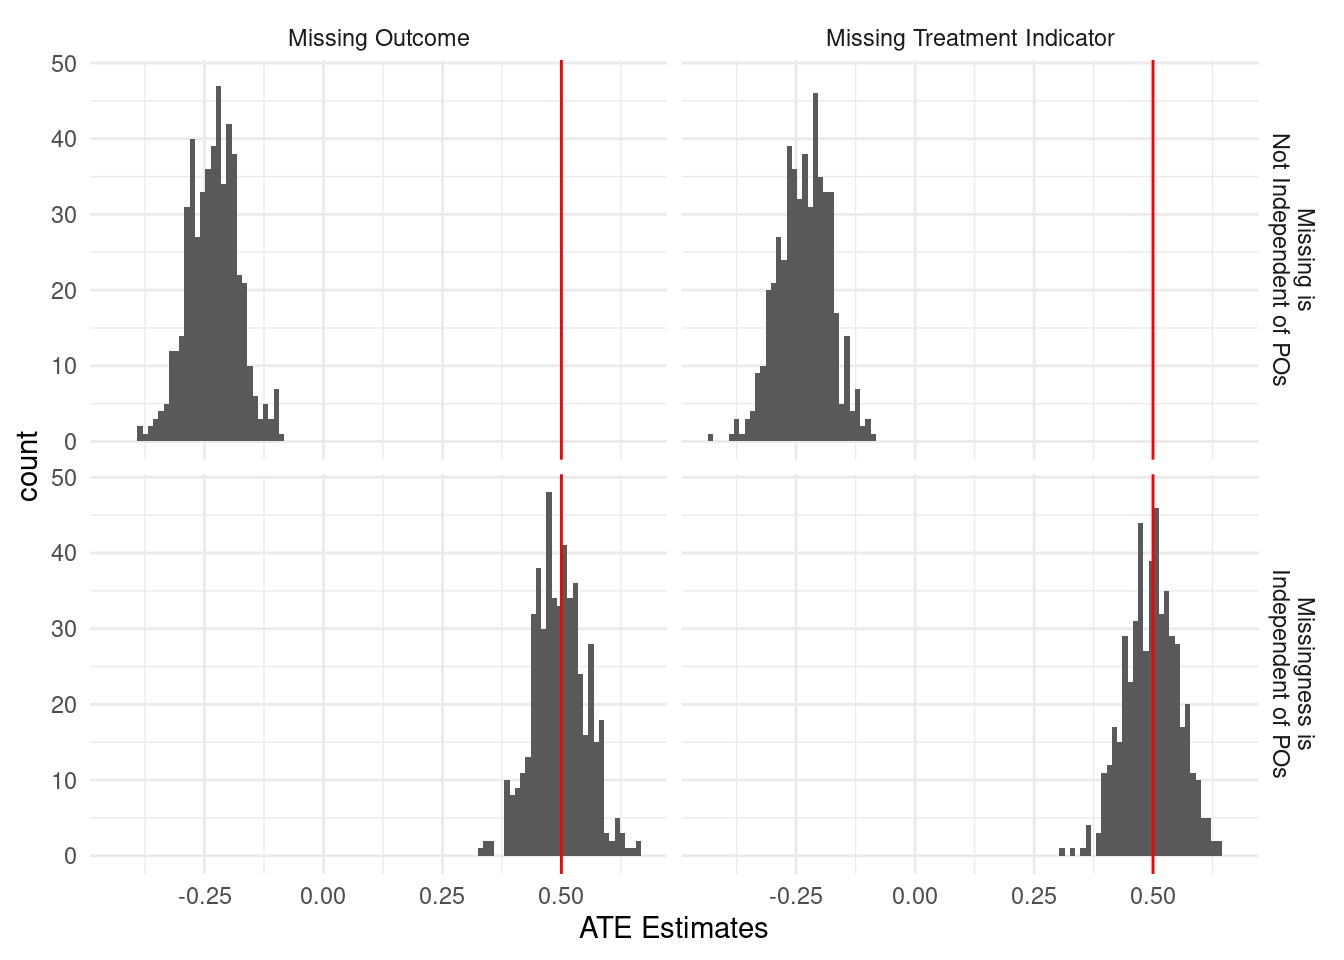 Missing Outcome
Missing Treatment Indicator
50
40
30
20
10
0
Missing is
Not Independent of POs
50
40
30
20
10
0
Missingness is
Independent of POs
count
-0.25
0.00
0.25
0.50
-0.25
0.00
0.25
0.50
ATE Estimates